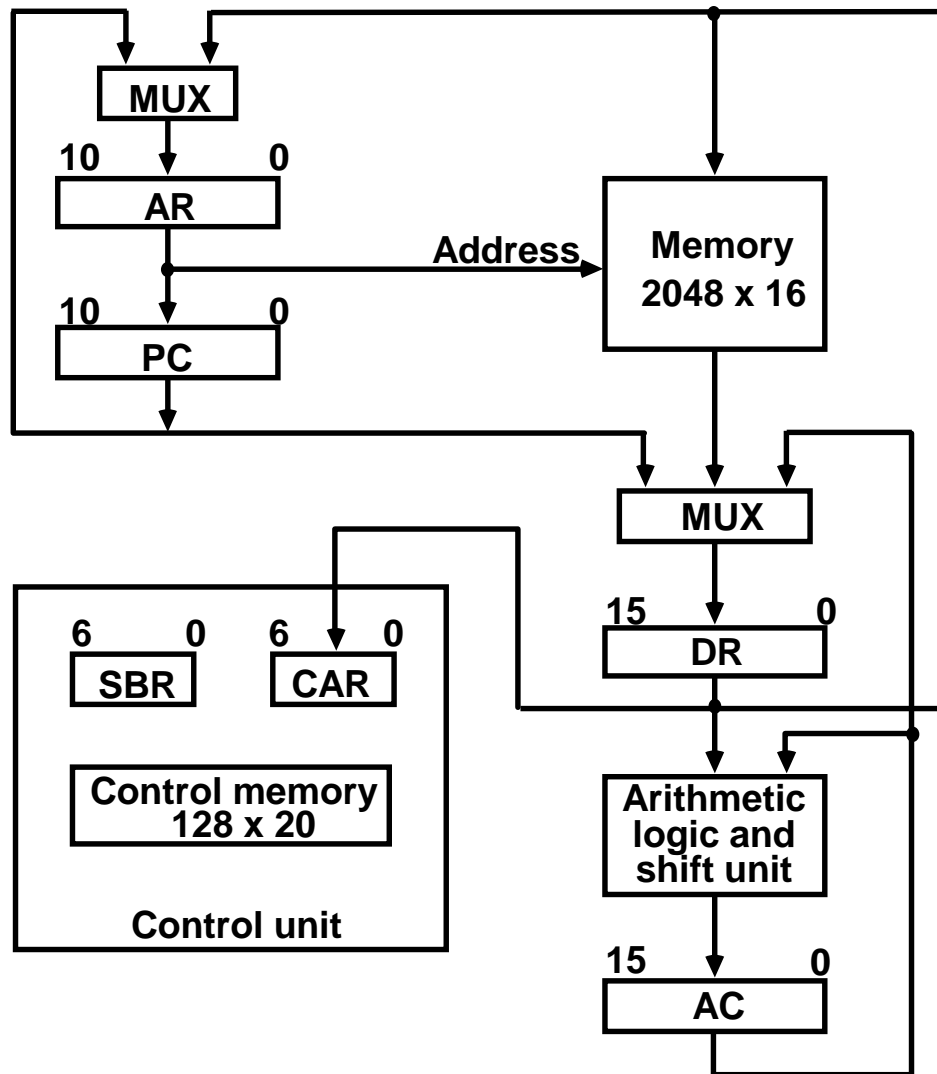 MUX
10 0
AR
Address
Memory
2048 x 16
10 0
PC
MUX
15 0
DR
6 0 6 0
SBR CAR
Control memory
128 x 20
Arithmetic
logic and
shift unit
Control unit
15 0
AC